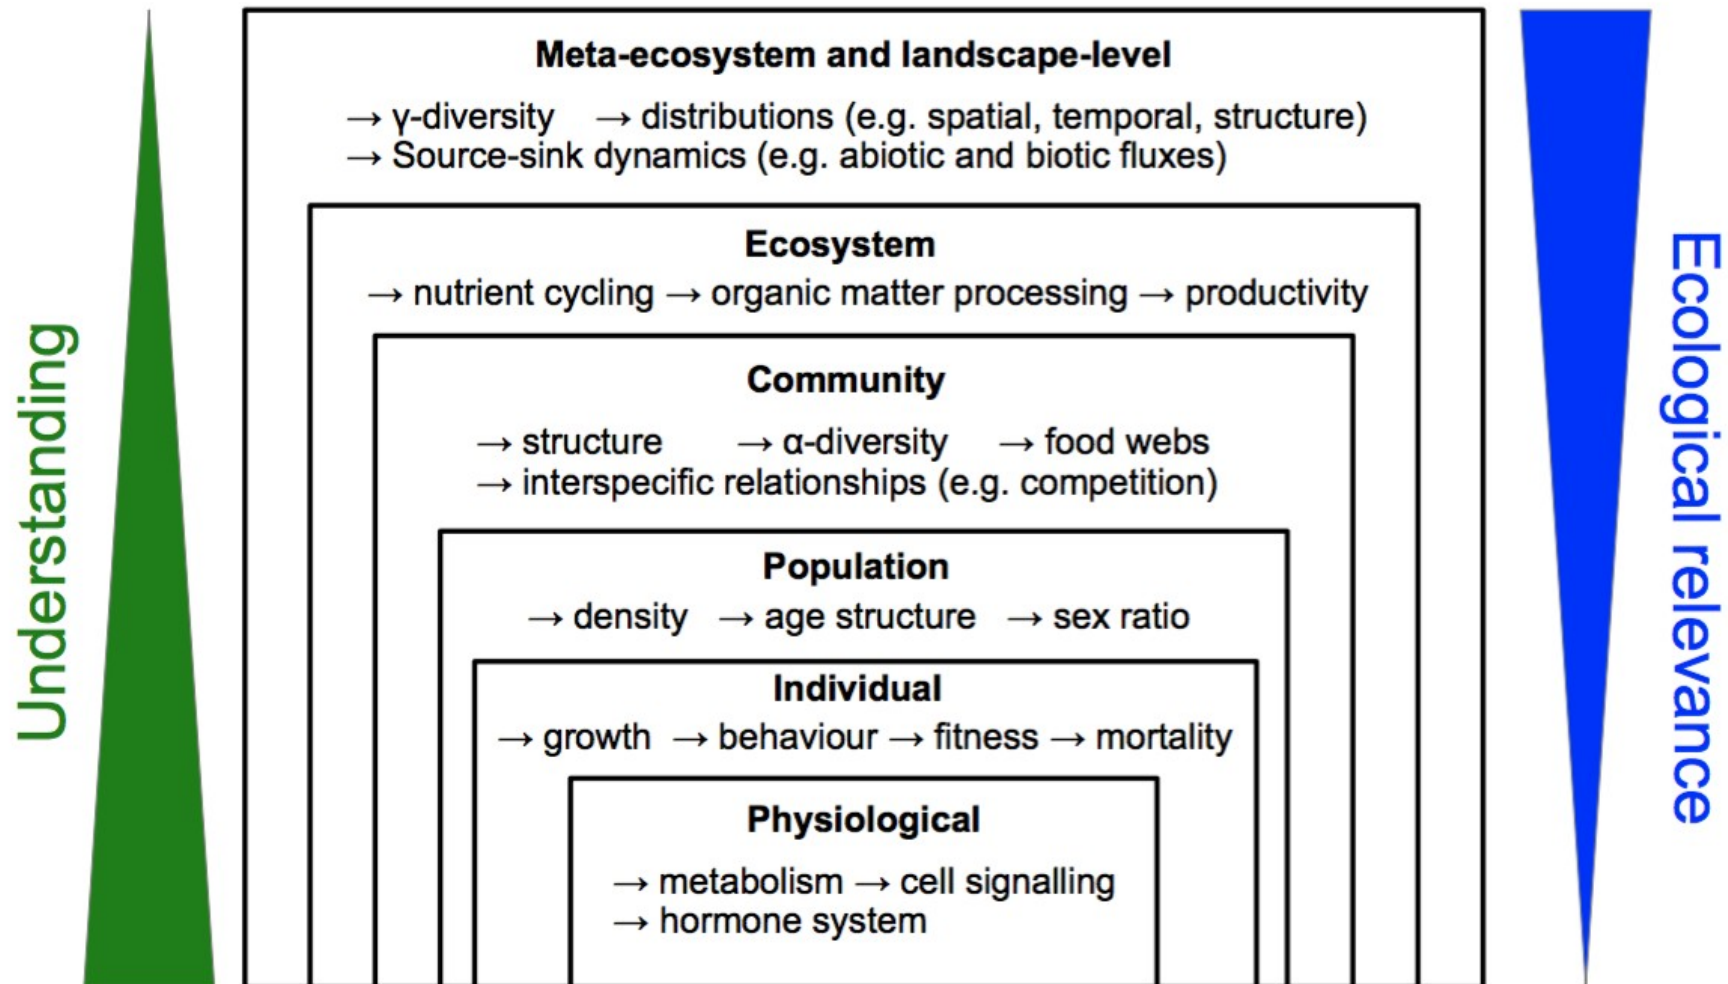 Meta-ecosystem and landscape-level
→ γ-diversity → distributions (e.g. spatial, temporal, structure)
→ Source-sink dynamics (e.g. abiotic and biotic fluxes)
Ecosystem
→ nutrient cycling → organic matter processing → productivity
Community
→ structure → α-diversity → food webs
→ interspecific relationships (e.g. competition)
Population
→ density → age structure → sex ratio
Individual
→ growth → behaviour → fitness → mortality
Physiological
→ metabolism → cell signalling
→ hormone system
Understanding
Ecological relevance